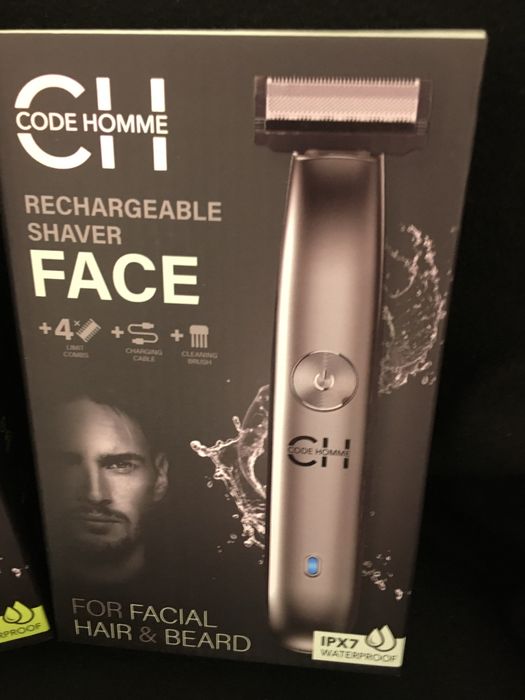 CH
CODE HOMME
RECHARGEABLE
SHAVER
FACE
+4x
LIMIT
COMBS
+
CHARGING
CABLE
+
CLEANING
BRUSH
CH
CODE HOMME
FOR FACIAL
HAIR & BEARD
IPX7
WATERPROOF
RPROOF